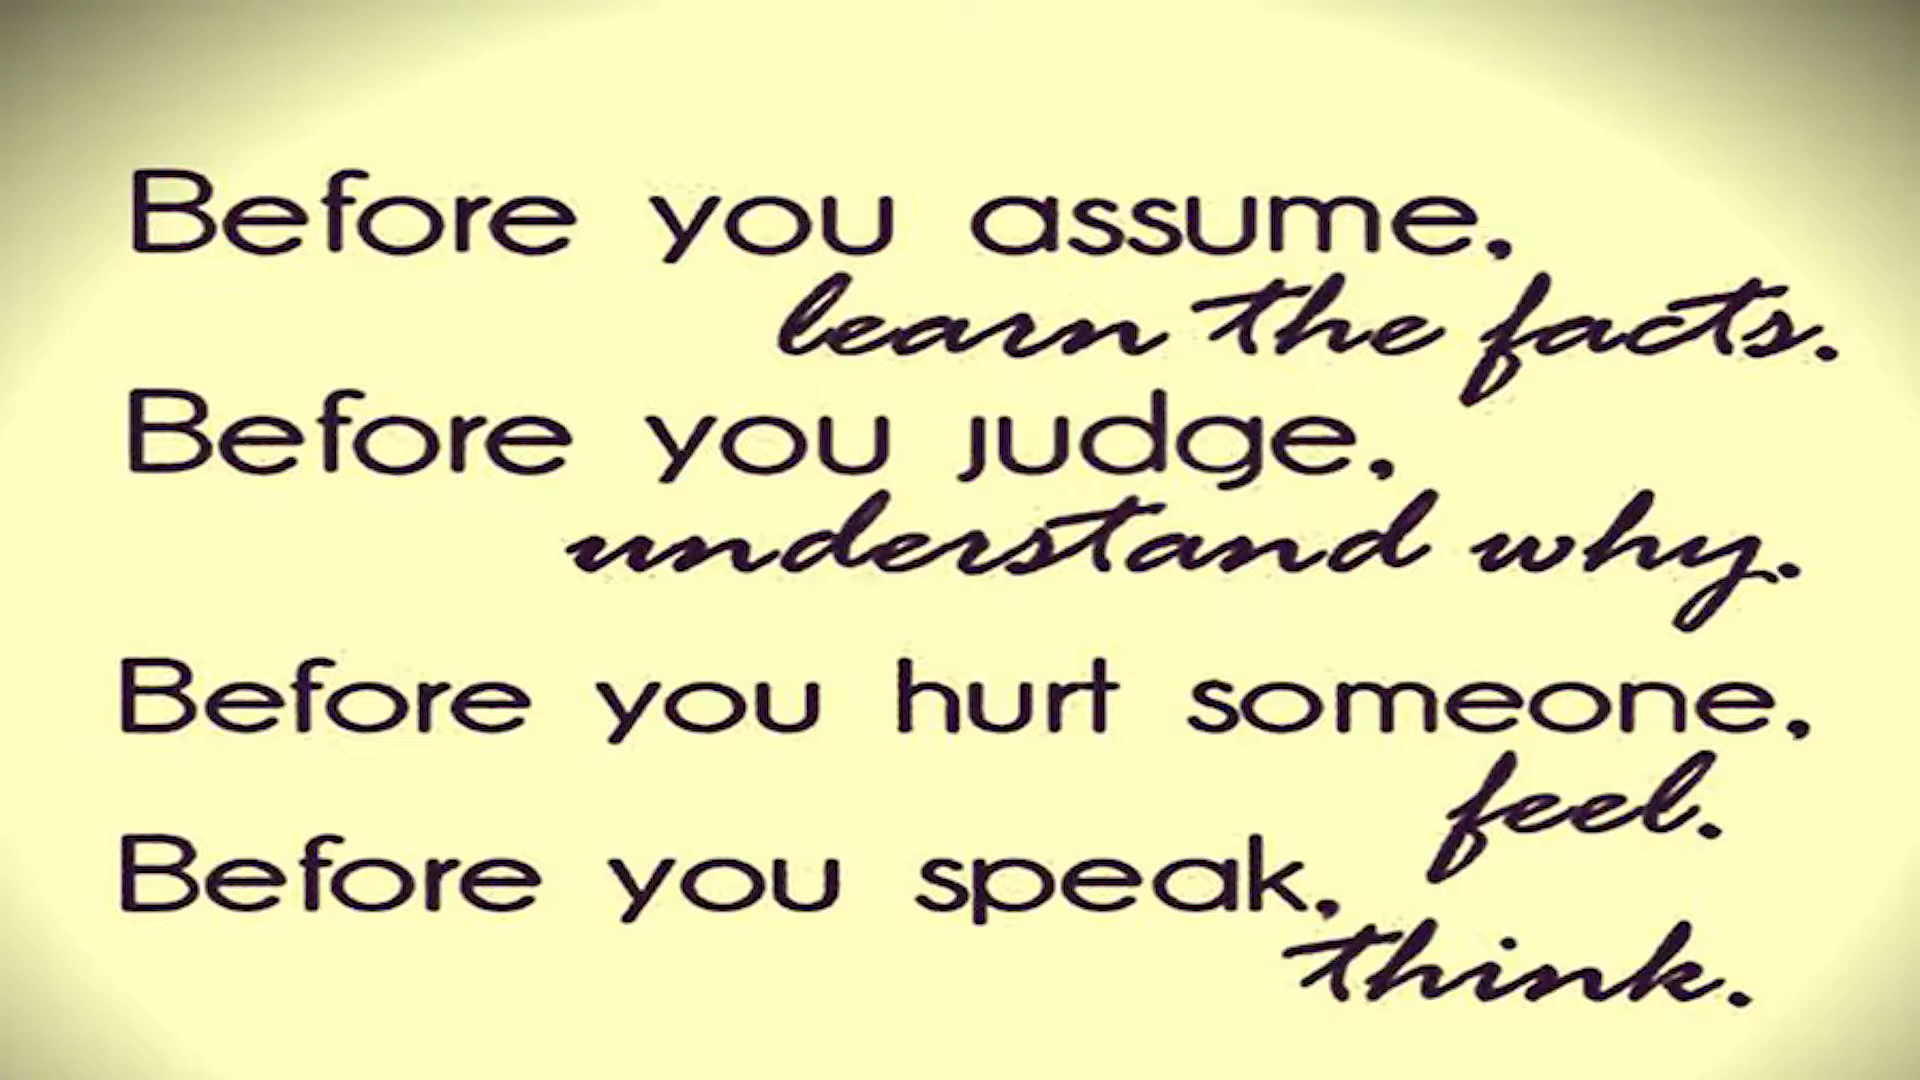 Before you assume,
learn the facts.
Before you judge,
understand why.
Before you hurt someone,
feel.
Before you speak,
think.